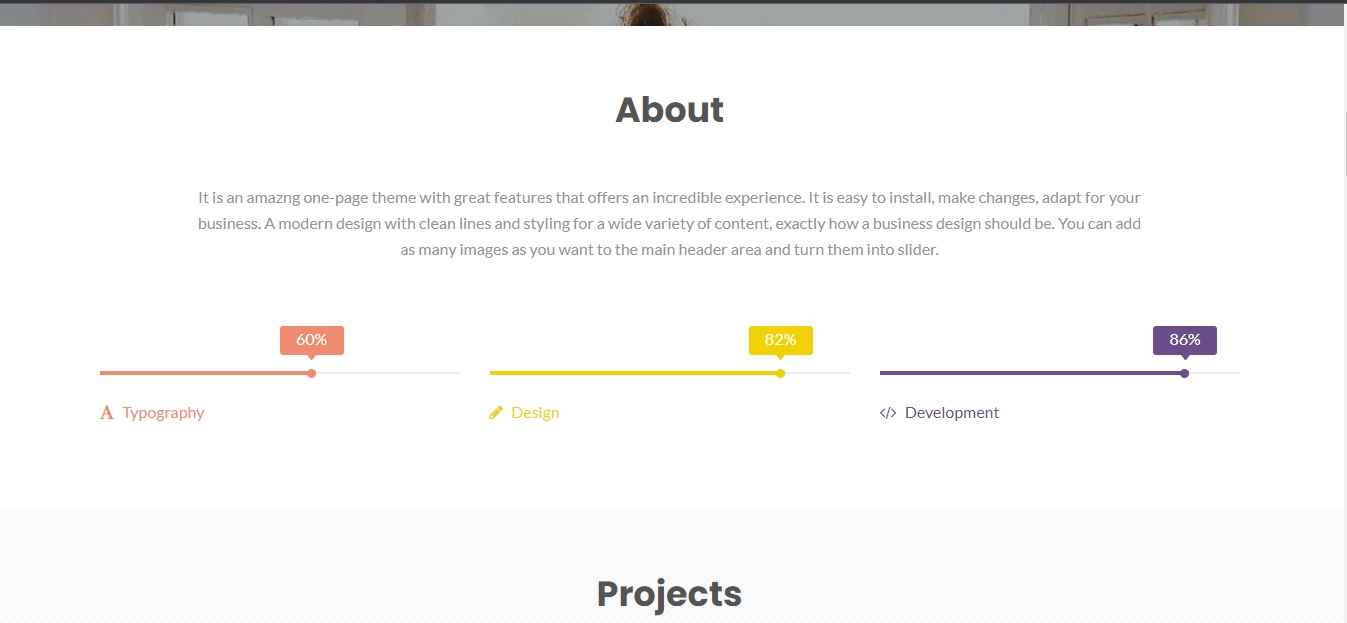 About
It is an amazng one-page theme with great features that offers an incredible experience. It is easy to install, make changes, adapt for your
business. A modern design with clean lines and styling for a wide variety of content, exactly how a business design should be. You can add
as many images as you want to the main header area and turn them into slider.
60% 82% 86%
Typography Design Development
Projects